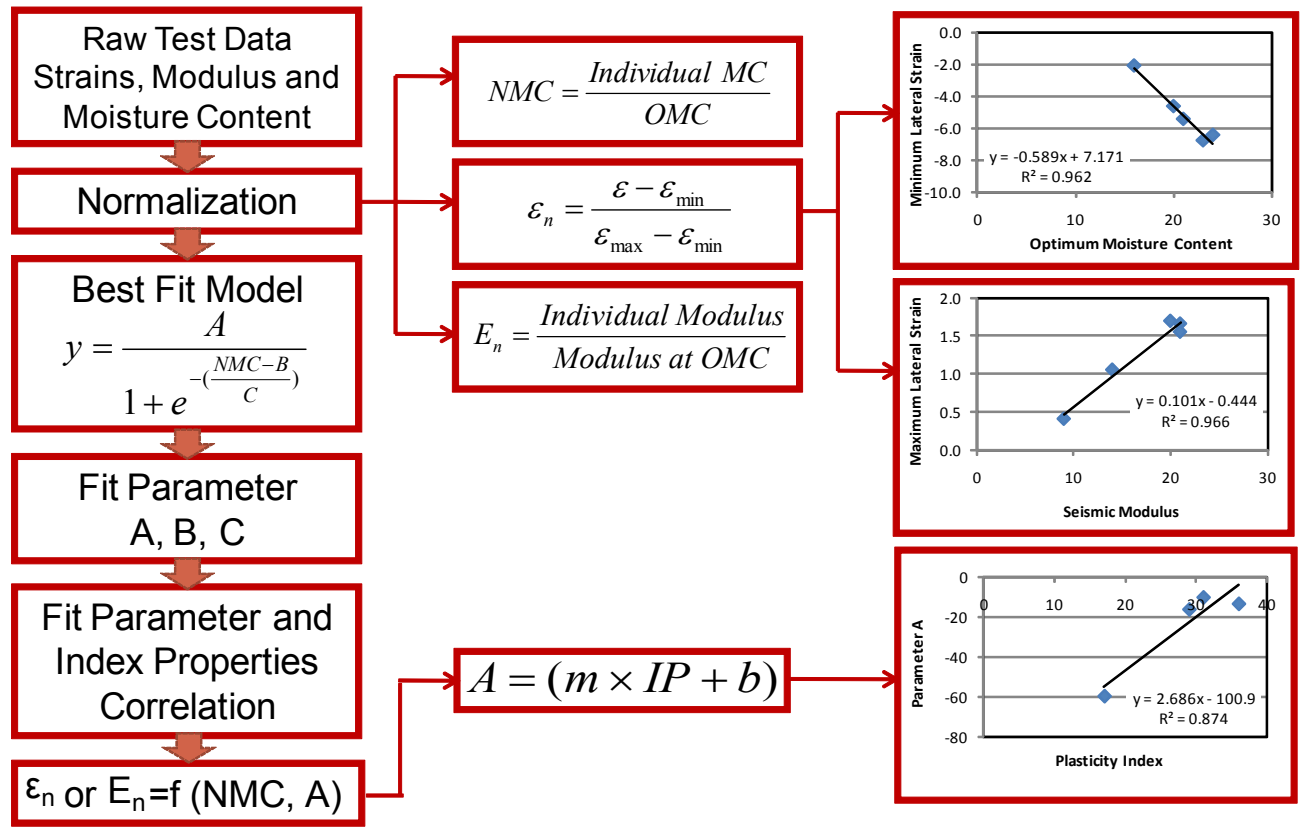 Raw Test Data
Strains, Modulus and
Moisture Content
Normalization
Best Fit Model
y = A / (1 + e^(-((NMC-B)/C)))
Fit Parameter
A, B, C
Fit Parameter and
Index Properties
Correlation
εn or En=f (NMC, A)
NMC = Individual MC / OMC
εn = (ε − εmin) / (εmax − εmin)
En = Individual Modulus / Modulus at OMC
A = (m × IP + b)
Minimum Lateral Strain
0.0
-2.0
-4.0
-6.0
-8.0
-10.0
y = -0.589x + 7.171
R² = 0.962
0 10 20 30
Optimum Moisture Content
Maximum Lateral Strain
2.0
1.5
1.0
0.5
0.0
y = 0.101x - 0.444
R² = 0.966
0 10 20 30
Seismic Modulus
Parameter A
0
-20
-40
-60
-80
0 10 20 30 40
y = 2.686x - 100.9
R² = 0.874
Plasticity Index